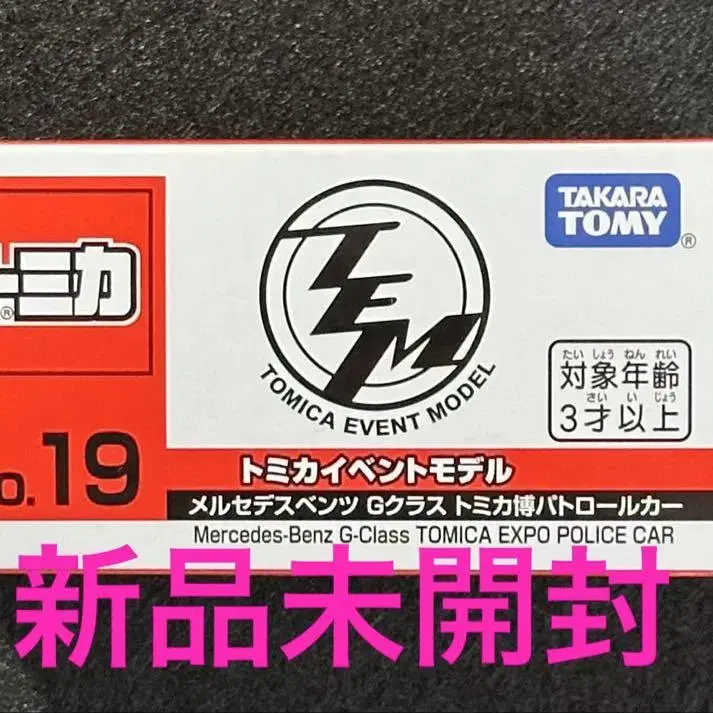 トミカ
®
TEM
TOMICA EVENT MODEL
TAKARA
TOMY
®
たいしょうねんれい
対象年齢
さいいじょう
3才以上
No.19
トミカイベントモデル
メルセデスベンツ Gクラス トミカ博パトロールカー
Mercedes-Benz G-Class TOMICA EXPO POLICE CAR
新品未開封